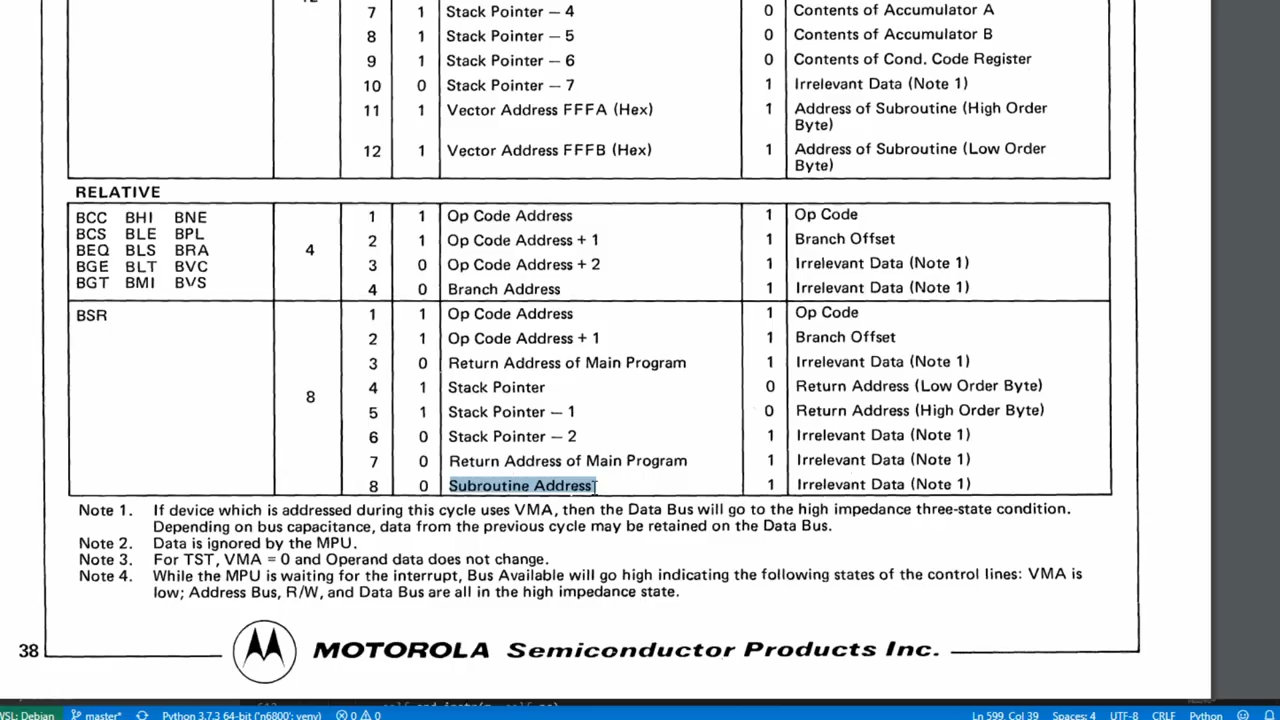 7 1 Stack Pointer — 4 0 Contents of Accumulator A
8 1 Stack Pointer — 5 0 Contents of Accumulator B
9 1 Stack Pointer — 6 0 Contents of Cond. Code Register
10 0 Stack Pointer — 7 1 Irrelevant Data (Note 1)
11 1 Vector Address FFFA (Hex) 1 Address of Subroutine (High Order
Byte)
12 1 Vector Address FFFB (Hex) 1 Address of Subroutine (Low Order
Byte)
RELATIVE
BCC BHI BNE 1 1 Op Code Address 1 Op Code
BCS BLE BPL 2 1 Op Code Address + 1 1 Branch Offset
BEQ BLS BRA 4 3 0 Op Code Address + 2 1 Irrelevant Data (Note 1)
BGE BLT BVC
BGT BMI BVS 4 0 Branch Address 1 Irrelevant Data (Note 1)
BSR 1 1 Op Code Address 1 Op Code
2 1 Op Code Address + 1 1 Branch Offset
3 0 Return Address of Main Program 1 Irrelevant Data (Note 1)
8 4 1 Stack Pointer 0 Return Address (Low Order Byte)
5 1 Stack Pointer — 1 0 Return Address (High Order Byte)
6 0 Stack Pointer — 2 1 Irrelevant Data (Note 1)
7 0 Return Address of Main Program 1 Irrelevant Data (Note 1)
8 0 Subroutine Address 1 Irrelevant Data (Note 1)
Note 1. If device which is addressed during this cycle uses VMA, then the Data Bus will go to the high impedance three-state condition.
Depending on bus capacitance, data from the previous cycle may be retained on the Data Bus.
Note 2. Data is ignored by the MPU.
Note 3. For TST, VMA = 0 and Operand data does not change.
Note 4. While the MPU is waiting for the interrupt, Bus Available will go high indicating the following states of the control lines: VMA is
low; Address Bus, R/W, and Data Bus are all in the high impedance state.
38 MOTOROLA Semiconductor Products Inc.
WSL: Debian master* Python 3.7.3 64-bit ('n6800': venv) 0 0 Ln 599, Col 39 Spaces: 4 UTF-8 CRLF Python